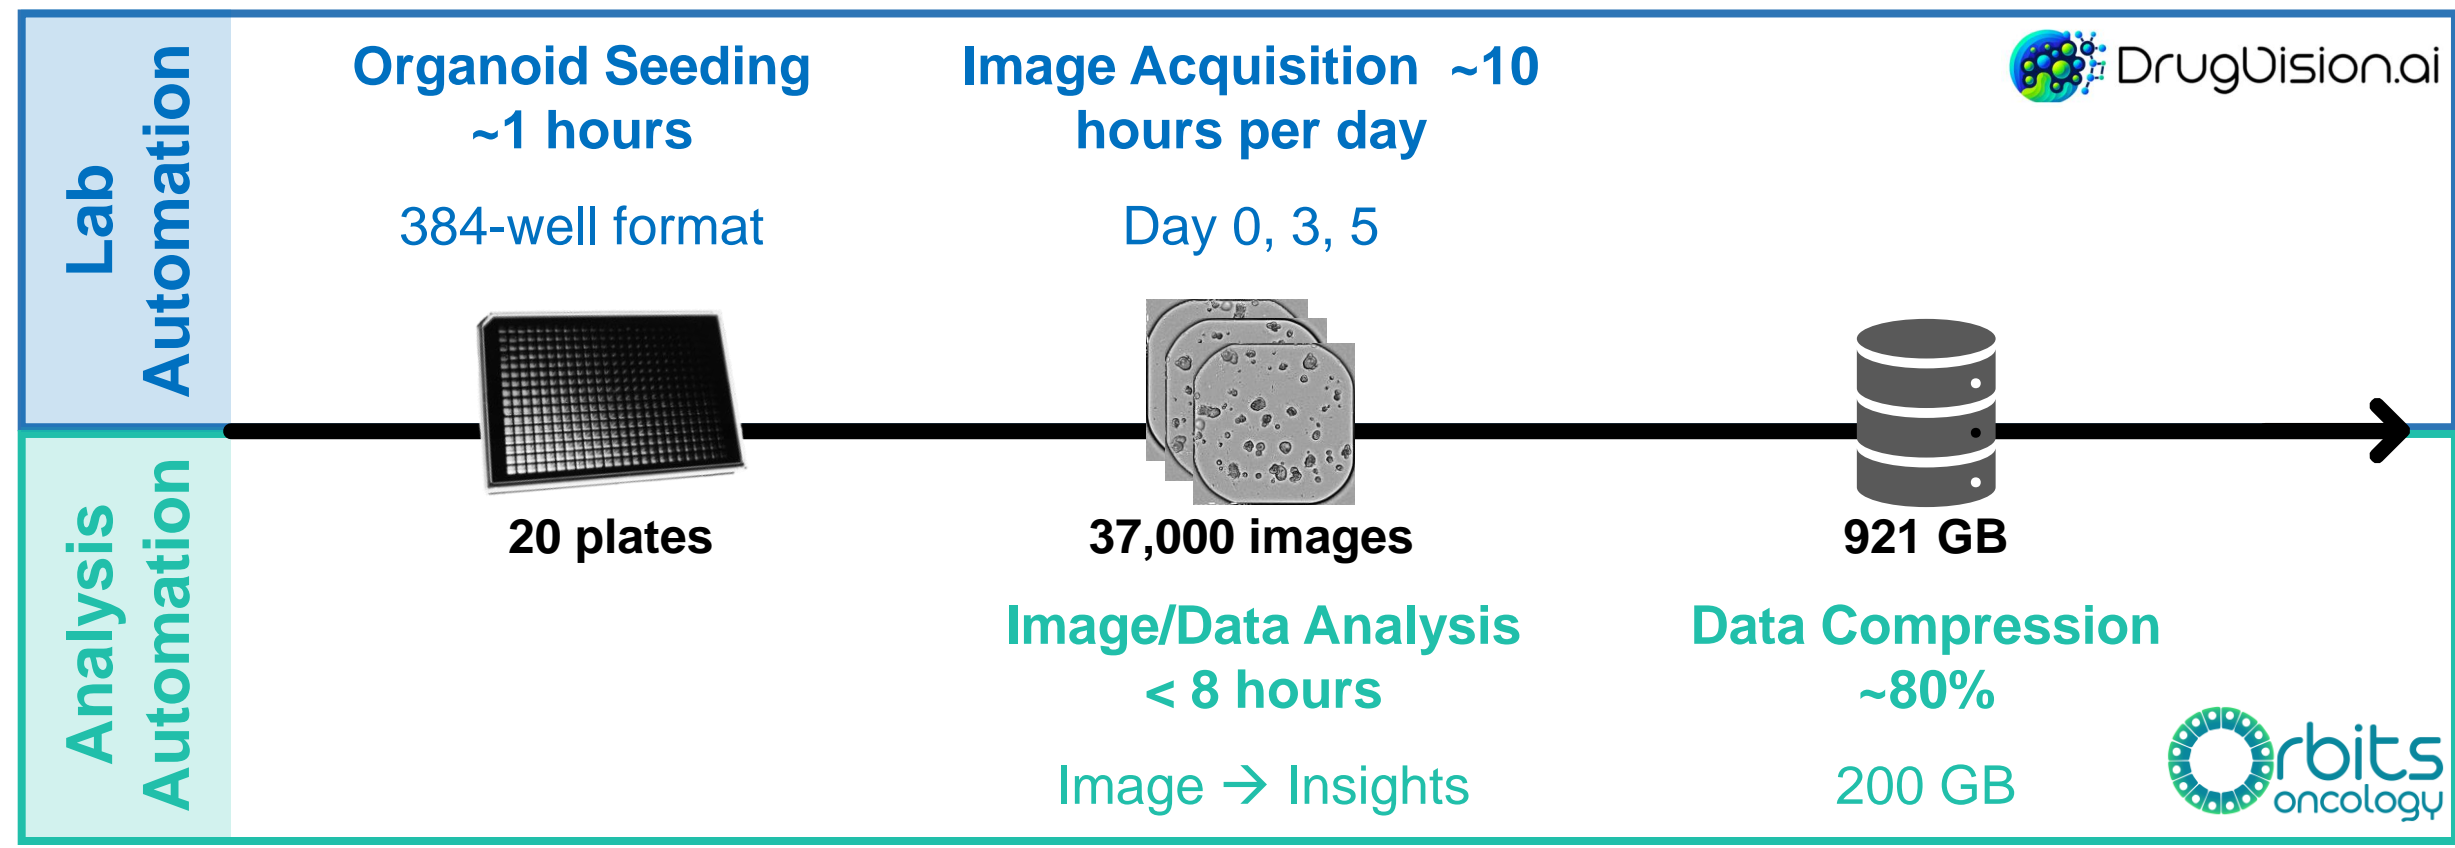 Lab
Automation
Organoid Seeding
~1 hours
384-well format
Image Acquisition ~10
hours per day
Day 0, 3, 5
DrugVision.ai
20 plates
37,000 images
921 GB
Analysis
Automation
Image/Data Analysis
< 8 hours
Image → Insights
Data Compression
~80%
200 GB
Orbits
oncology